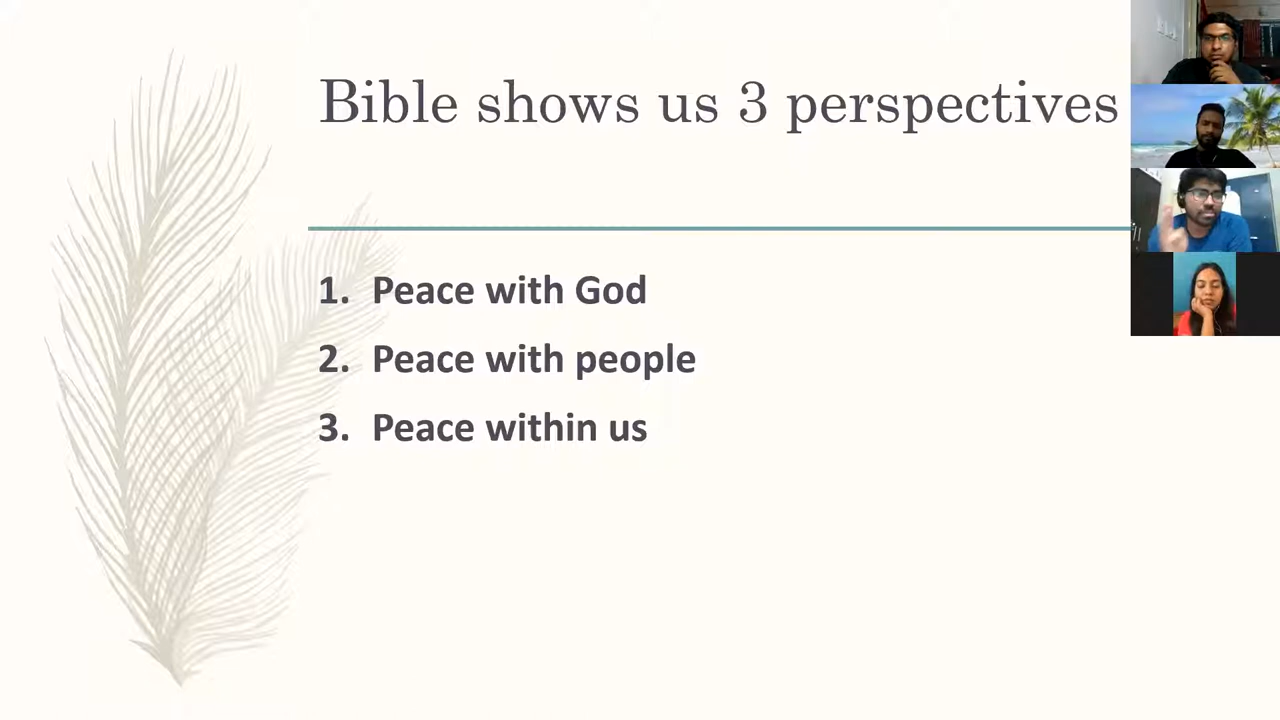 Bible shows us 3 perspectives
1. Peace with God
2. Peace with people
3. Peace within us